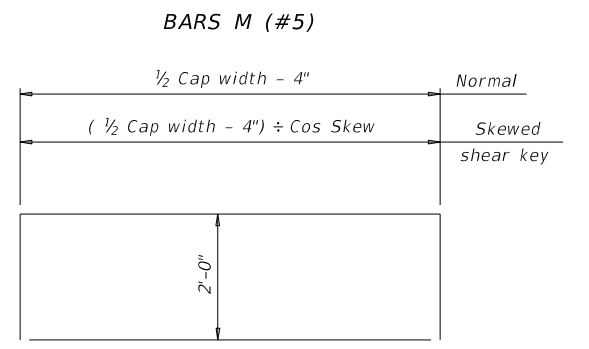 BARS M (#5)
½ Cap width - 4"
Normal
( ½ Cap width - 4") ÷ Cos Skew
Skewed
shear key
2'-0"